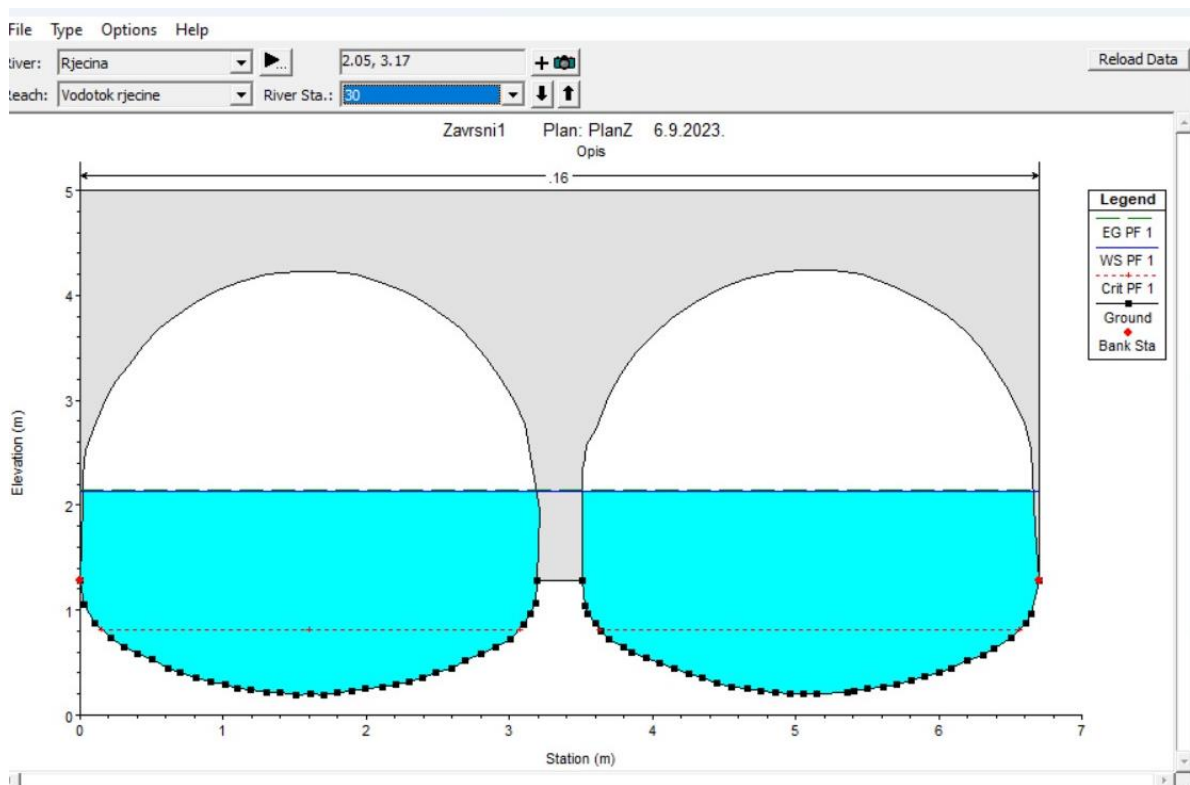 File Type Options Help
River: Rjecina 2.05, 3.17 Reload Data
Reach: Vodotok rjecine River Sta.: 30
Zavrsni1 Plan: PlanZ 6.9.2023.
Opis
.16
Legend
EG PF 1
WS PF 1
Crit PF 1
Ground
Bank Sta
Elevation (m)
5
4
3
2
1
0
0 1 2 3 4 5 6 7
Station (m)